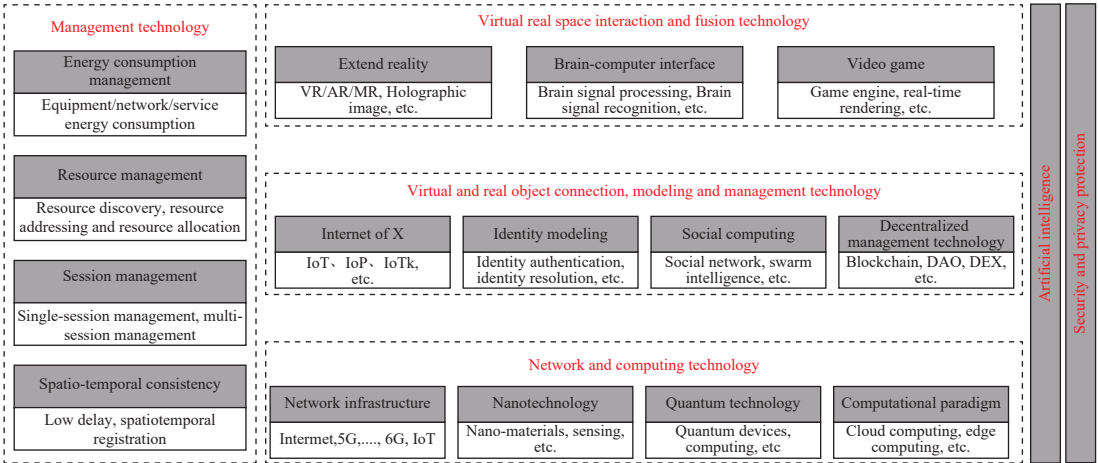 Management technology
Energy consumption
management
Equipment/network/service
energy consumption
Resource management
Resource discovery, resource
addressing and resource allocation
Session management
Single-session management, multi-
session management
Spatio-temporal consistency
Low delay, spatiotemporal
registration
Virtual real space interaction and fusion technology
Extend reality
VR/AR/MR, Holographic
image, etc.
Brain-computer interface
Brain signal processing, Brain
signal recognition, etc.
Video game
Game engine, real-time
rendering, etc.
Virtual and real object connection, modeling and management technology
Internet of X
IoT、IoP、IoTk,
etc.
Identity modeling
Identity authentication,
identity resolution, etc.
Social computing
Social network, swarm
intelligence, etc.
Decentralized
management technology
Blockchain, DAO, DEX,
etc.
Network and computing technology
Network infrastructure
Internet,5G,...., 6G, IoT
Nanotechnology
Nano-materials, sensing,
etc.
Quantum technology
Quantum devices,
computing, etc
Computational paradigm
Cloud computing, edge
computing, etc.
Artificial intelligence
Security and privacy protection